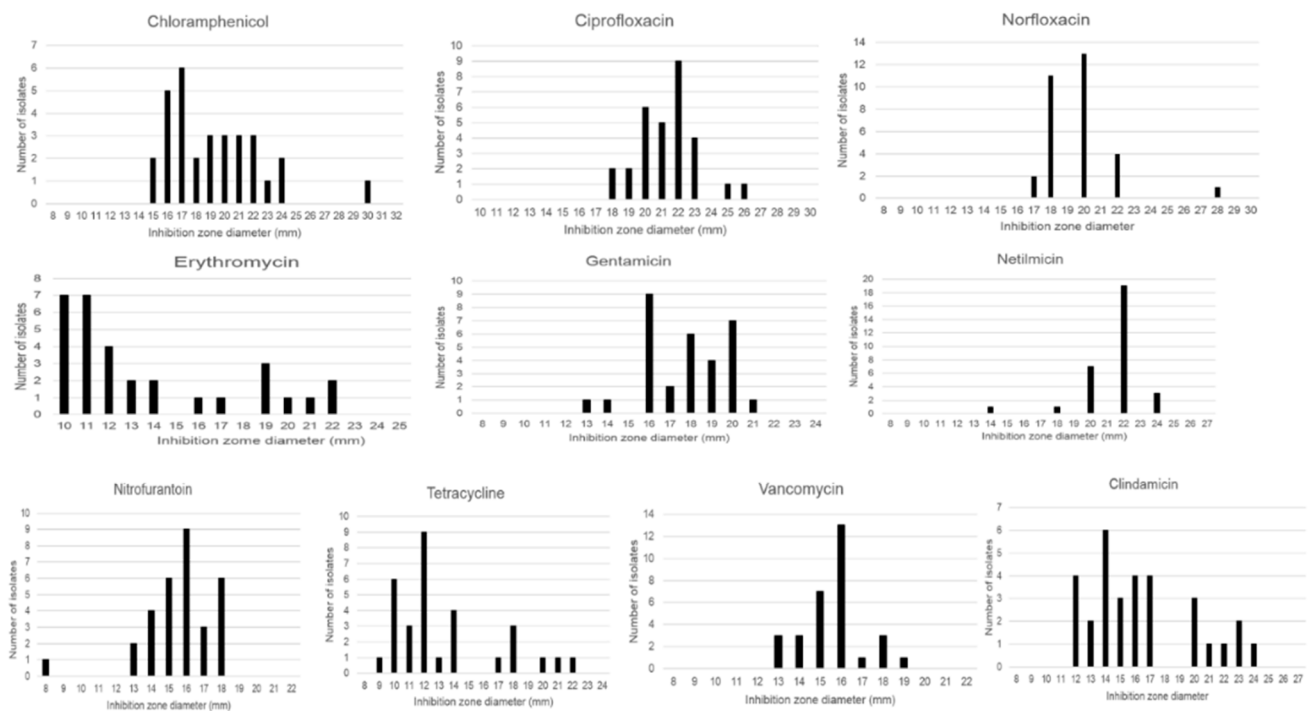 Chloramphenicol
Number of isolates
7
6
5
4
3
2
1
0
8 9 10 11 12 13 14 15 16 17 18 19 20 21 22 23 24 25 26 27 28 29 30 31 32
Inhibition zone diameter (mm)
Ciprofloxacin
Number of isolates
10
9
8
7
6
5
4
3
2
1
0
10 11 12 13 14 15 16 17 18 19 20 21 22 23 24 25 26 27 28 29 30
Inhibition zone diameter (mm)
Norfloxacin
Number of isolates
14
12
10
8
6
4
2
0
8 9 10 11 12 13 14 15 16 17 18 19 20 21 22 23 24 25 26 27 28 29 30
Inhibition zone diameter
Erythromycin
Number of isolates
8
7
6
5
4
3
2
1
0
10 11 12 13 14 15 16 17 18 19 20 21 22 23 24 25
Inhibition zome diameter (mm)
Gentamicin
Number of isolates
10
9
8
7
6
5
4
3
2
1
0
8 9 10 11 12 13 14 15 16 17 18 19 20 21 22 23 24
Inhibition zone diameter (mm)
Netilmicin
Number of isolates
20
18
16
14
12
10
8
6
4
2
0
8 9 10 11 12 13 14 15 16 17 18 19 20 21 22 23 24 25 26 27
Inhibition zone diameter (mm)
Nitrofurantoin
Number of isolates
10
9
8
7
6
5
4
3
2
1
0
8 9 10 11 12 13 14 15 16 17 18 19 20 21 22
Inhibition zone diameter (mm)
Tetracycline
Number of isolates
10
9
8
7
6
5
4
3
2
1
0
8 9 10 11 12 13 14 15 16 17 18 19 20 21 22 23 24
Inhibition zone diameter (mm)
Vancomycin
Number of isolates
14
12
10
8
6
4
2
0
8 9 10 11 12 13 14 15 16 17 18 19 20 21 22
Inhibition zone diameter (mm)
Clindamicin
Number of isolates
7
6
5
4
3
2
1
0
8 9 10 11 12 13 14 15 16 17 18 19 20 21 22 23 24 25 26 27
Inhibition zone diameter